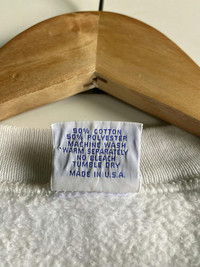 50% COTTON
50% POLYESTER
MACHINE WASH
WARM SEPARATELY
NO BLEACH
TUMBLE DRY
MADE IN U.S.A.